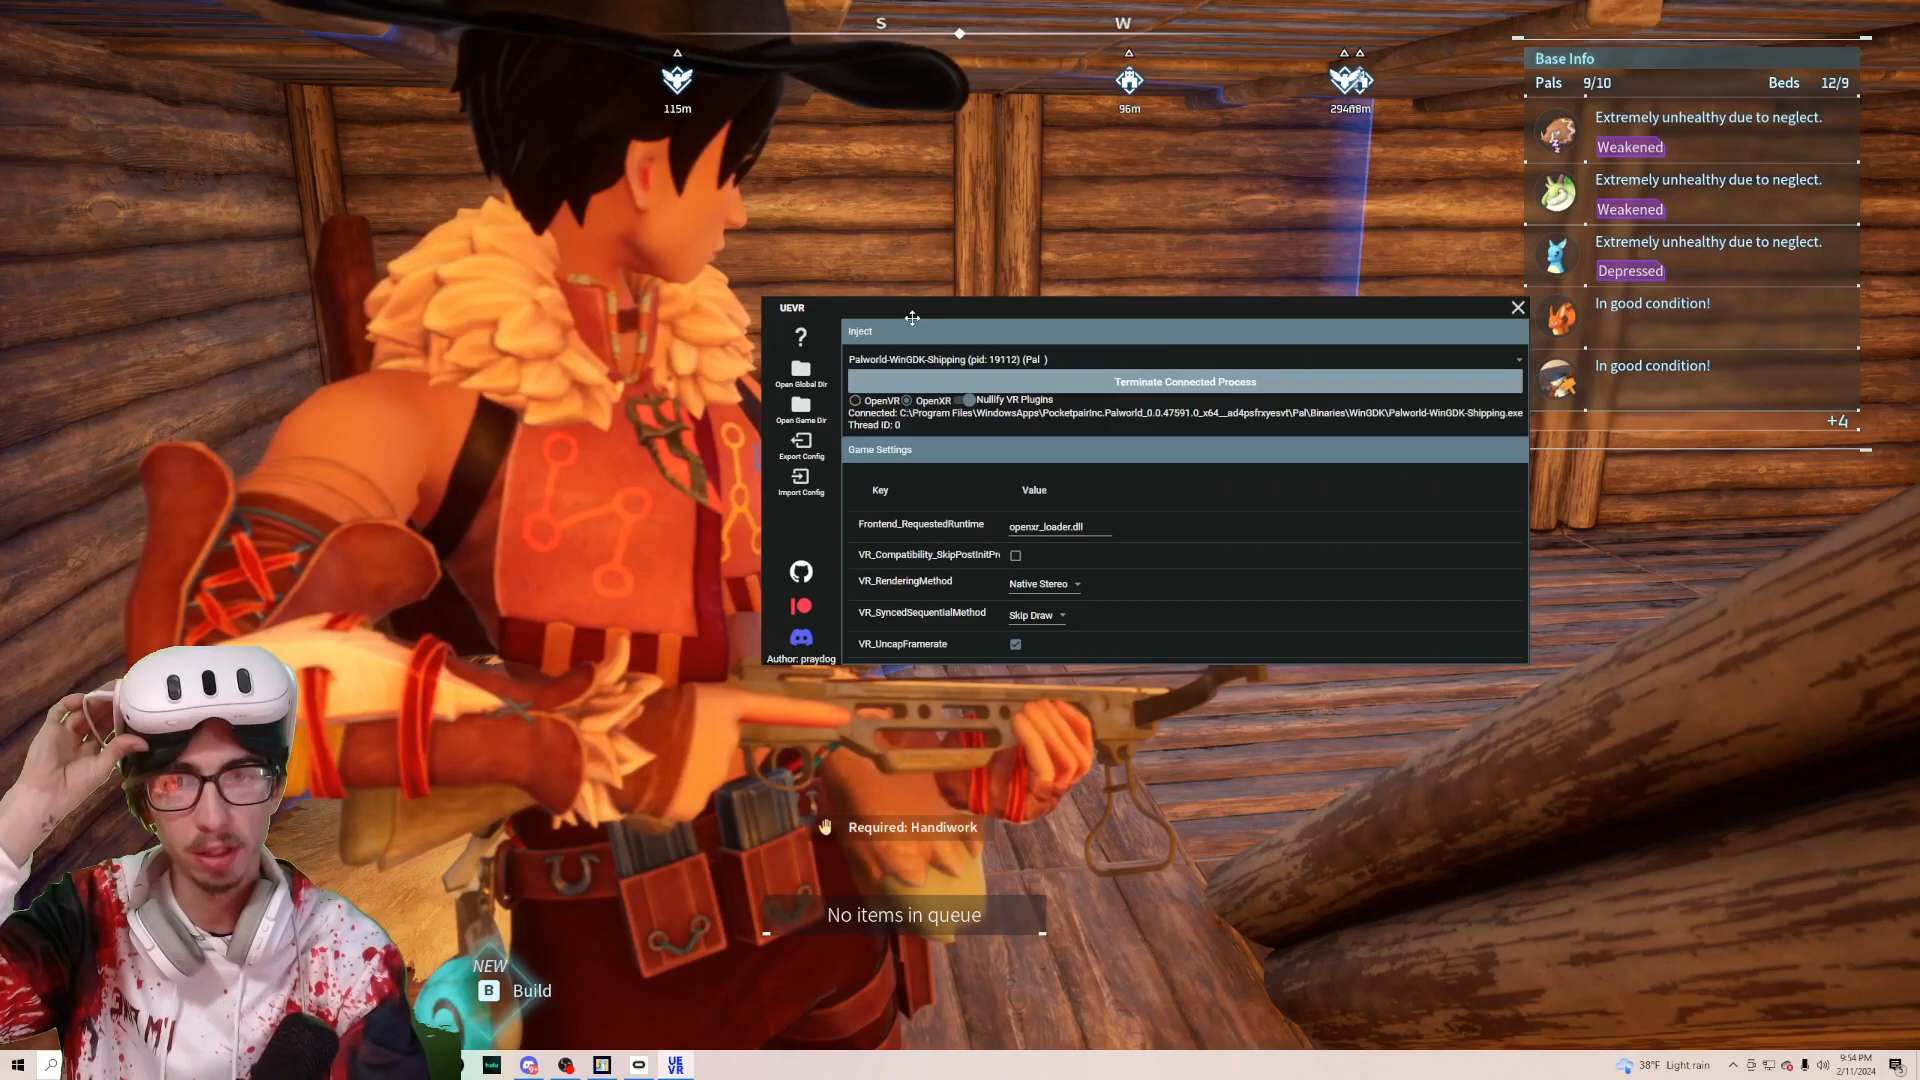 S
W
115m
96m
Base Info
Pals 9/10 Beds 12/9
Extremely unhealthy due to neglect.
Weakened
Extremely unhealthy due to neglect.
Weakened
Extremely unhealthy due to neglect.
Depressed
In good condition!
In good condition!
+4
UEVR
Inject
Palworld-WinGDK-Shipping (pid: 19112) (Pal )
Terminate Connected Process
OpenVR OpenXR Nullify VR Plugins
Connected: C:\Program Files\WindowsApps\PocketpairInc.Palworld_0.0.47591.0_x64__ad4psfrxyesvt\Pal\Binaries\WinGDK\Palworld-WinGDK-Shipping.exe
Thread ID: 0
Open Global Dir
Open Game Dir
Export Config
Import Config
Author: praydog
Game Settings
Key Value
Frontend_RequestedRuntime openxr_loader.dll
VR_Compatibility_SkipPostInitPr
VR_RenderingMethod Native Stereo
VR_SyncedSequentialMethod Skip Draw
VR_UncapFramerate
Required: Handiwork
No items in queue
NEW
B Build
hulu
UE
VR
38°F Light rain
9:54 PM
2/11/2024